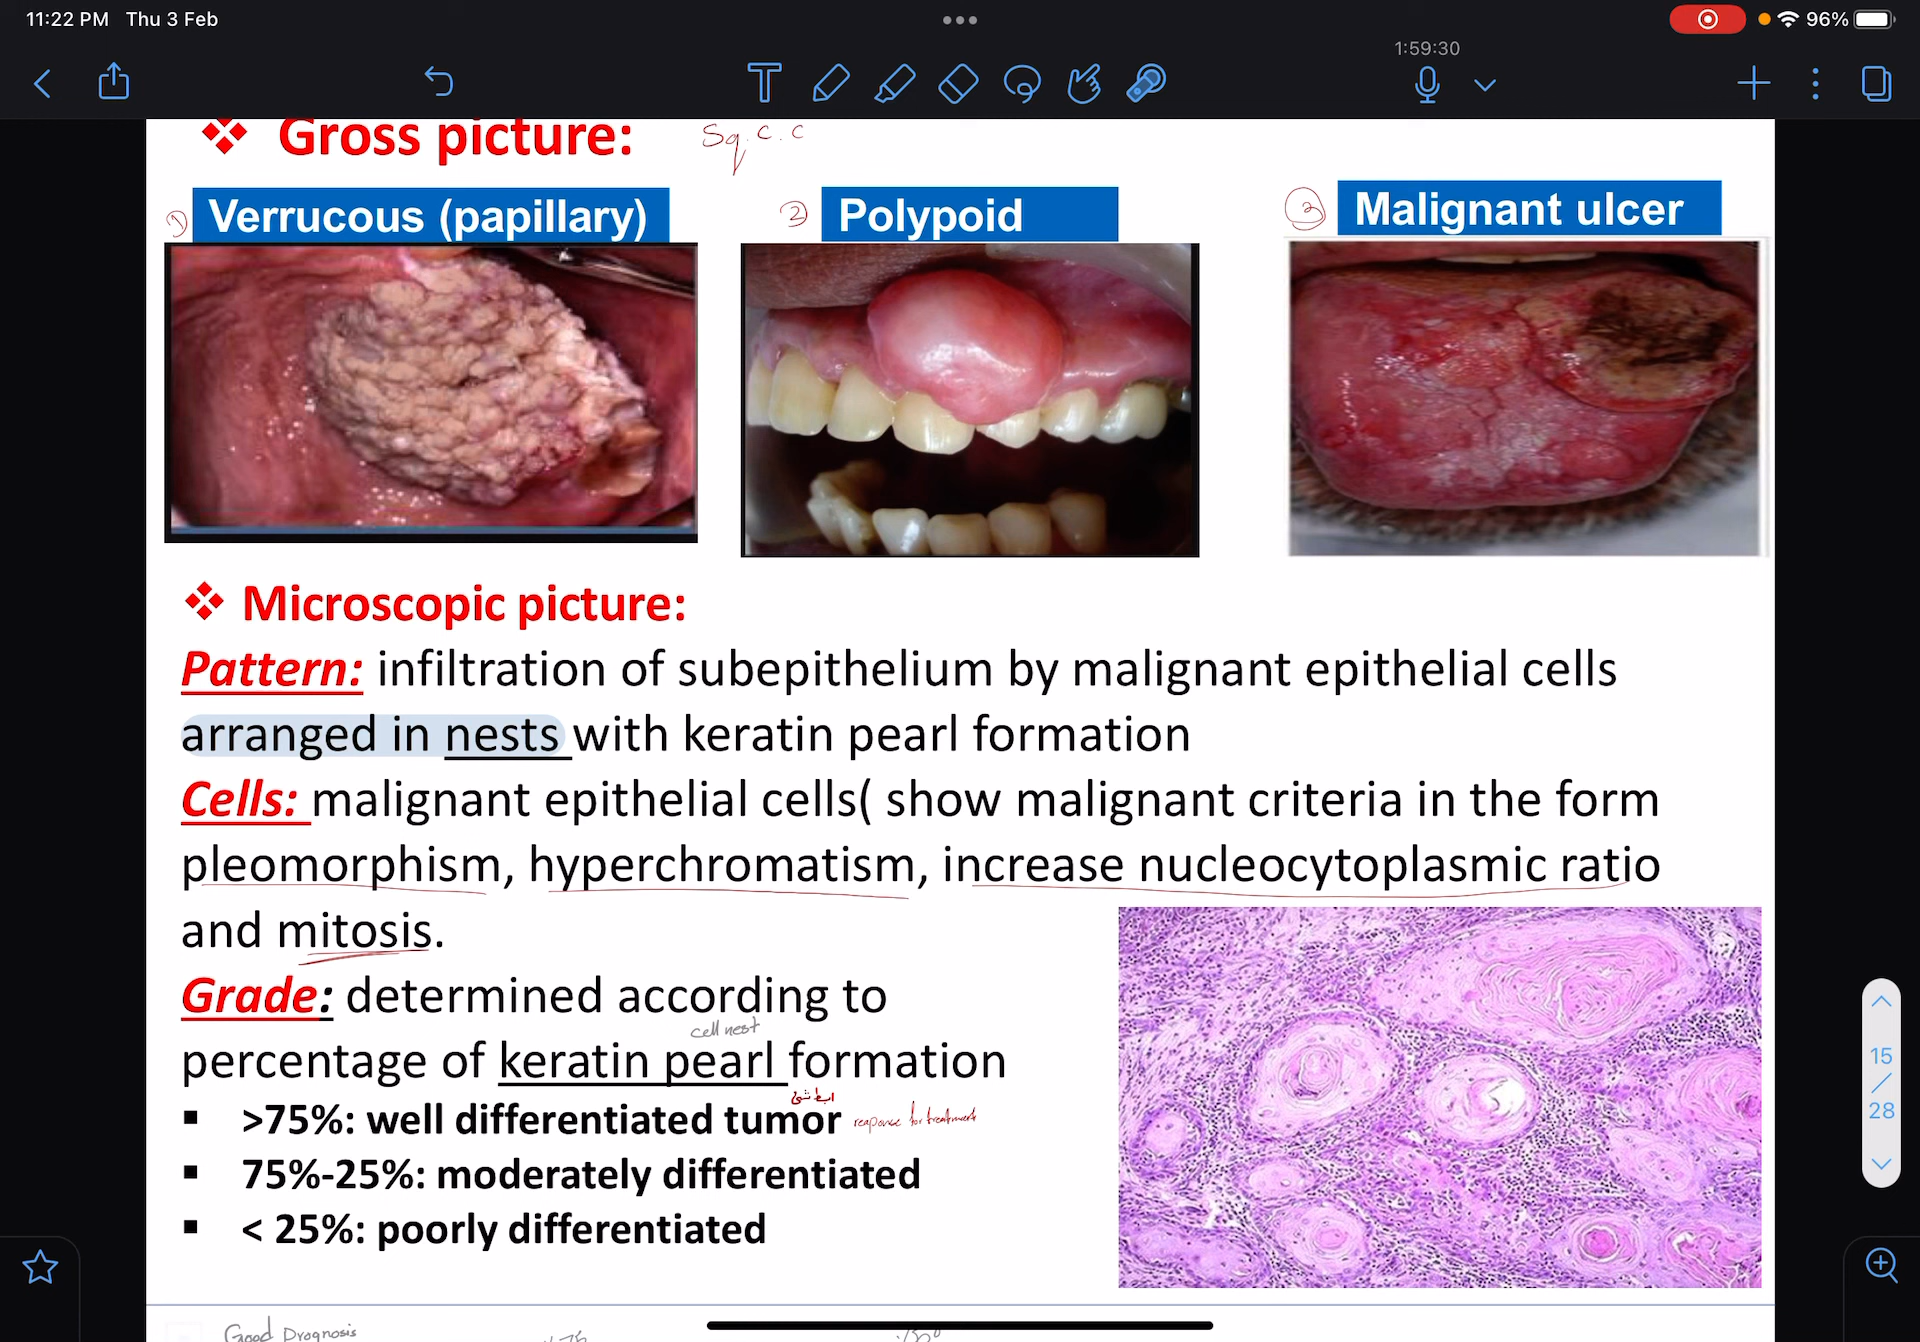 11:22 PM Thu 3 Feb
96%
1:59:30
❖ Gross picture: Sq.c.c
① Verrucous (papillary)
② Polypoid
③ Malignant ulcer
❖ Microscopic picture:
Pattern: infiltration of subepithelium by malignant epithelial cells
arranged in nests with keratin pearl formation
Cells: malignant epithelial cells( show malignant criteria in the form
pleomorphism, hyperchromatism, increase nucleocytoplasmic ratio
and mitosis.
Grade: determined according to
cell nest
percentage of keratin pearl formation
▪ >75%: well differentiated tumor
▪ 75%-25%: moderately differentiated
▪ < 25%: poorly differentiated
15
/
28
Good